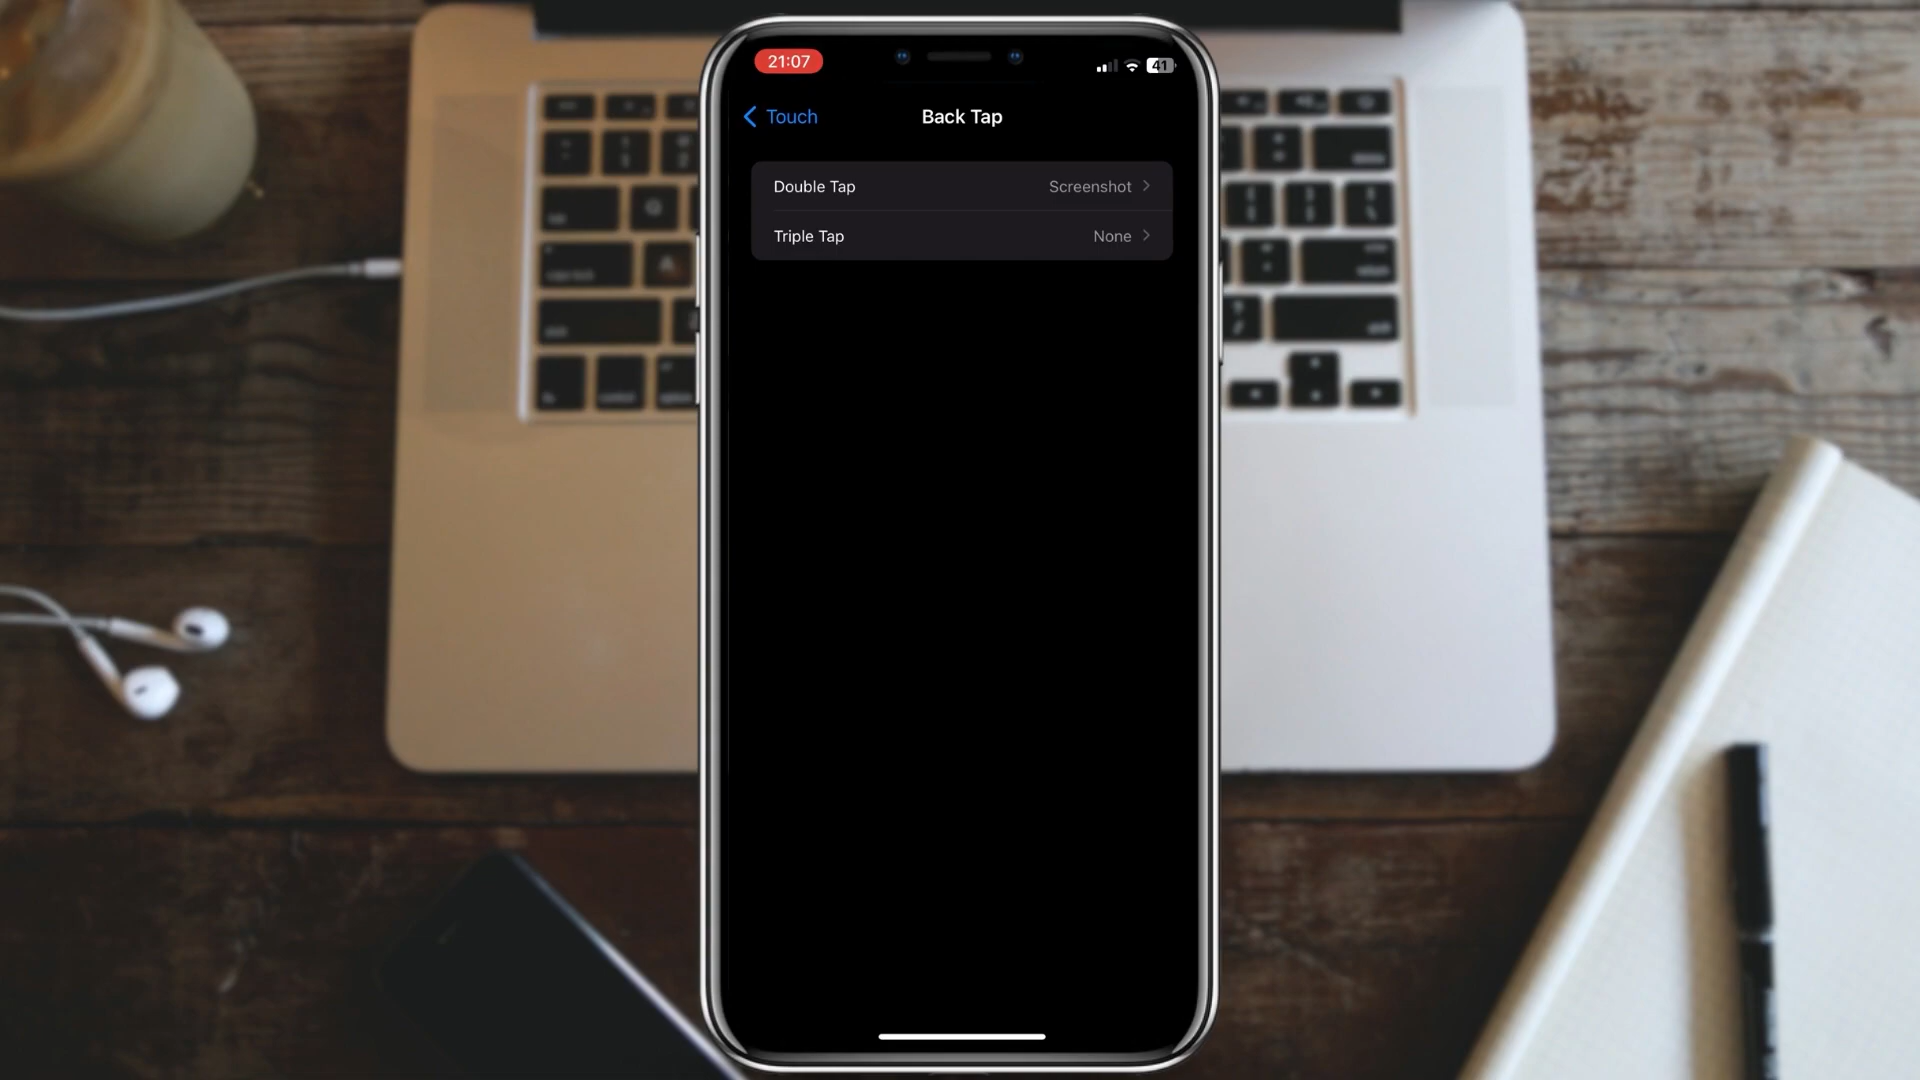 21:07
41
Touch
Back Tap
Double Tap
Screenshot
Triple Tap
None